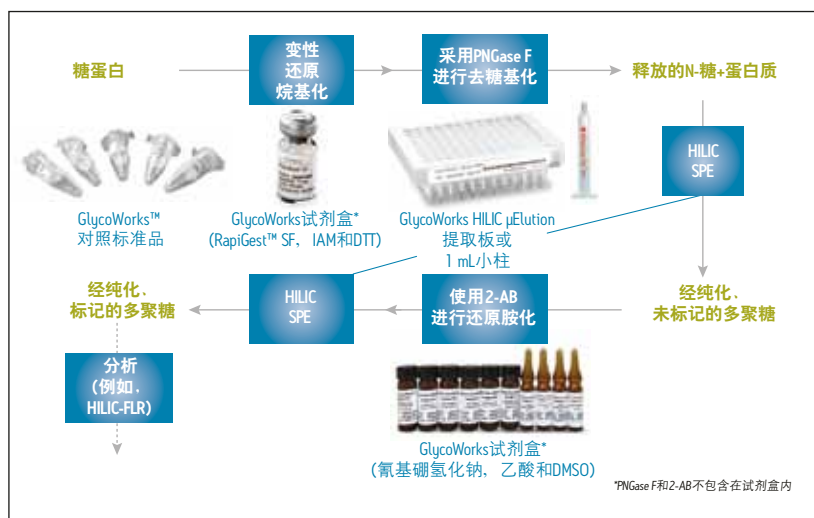 糖蛋白
变性
还原
烷基化
采用PNGase F
进行去糖基化
释放的N-糖+蛋白质
HILIC
SPE
GlycoWorks™
对照标准品
GlycoWorks试剂盒*
(RapiGest™ SF，IAM和DTT)
GlycoWorks HILIC µElution
提取板或
1 mL小柱
经纯化、
标记的多聚糖
HILIC
SPE
使用2-AB
进行还原胺化
经纯化、
未标记的多聚糖
分析
(例如、
HILIC-FLR)
GlycoWorks试剂盒*
(氰基硼氢化钠，乙酸和DMSO)
*PNGase F和2-AB不包含在试剂盒内